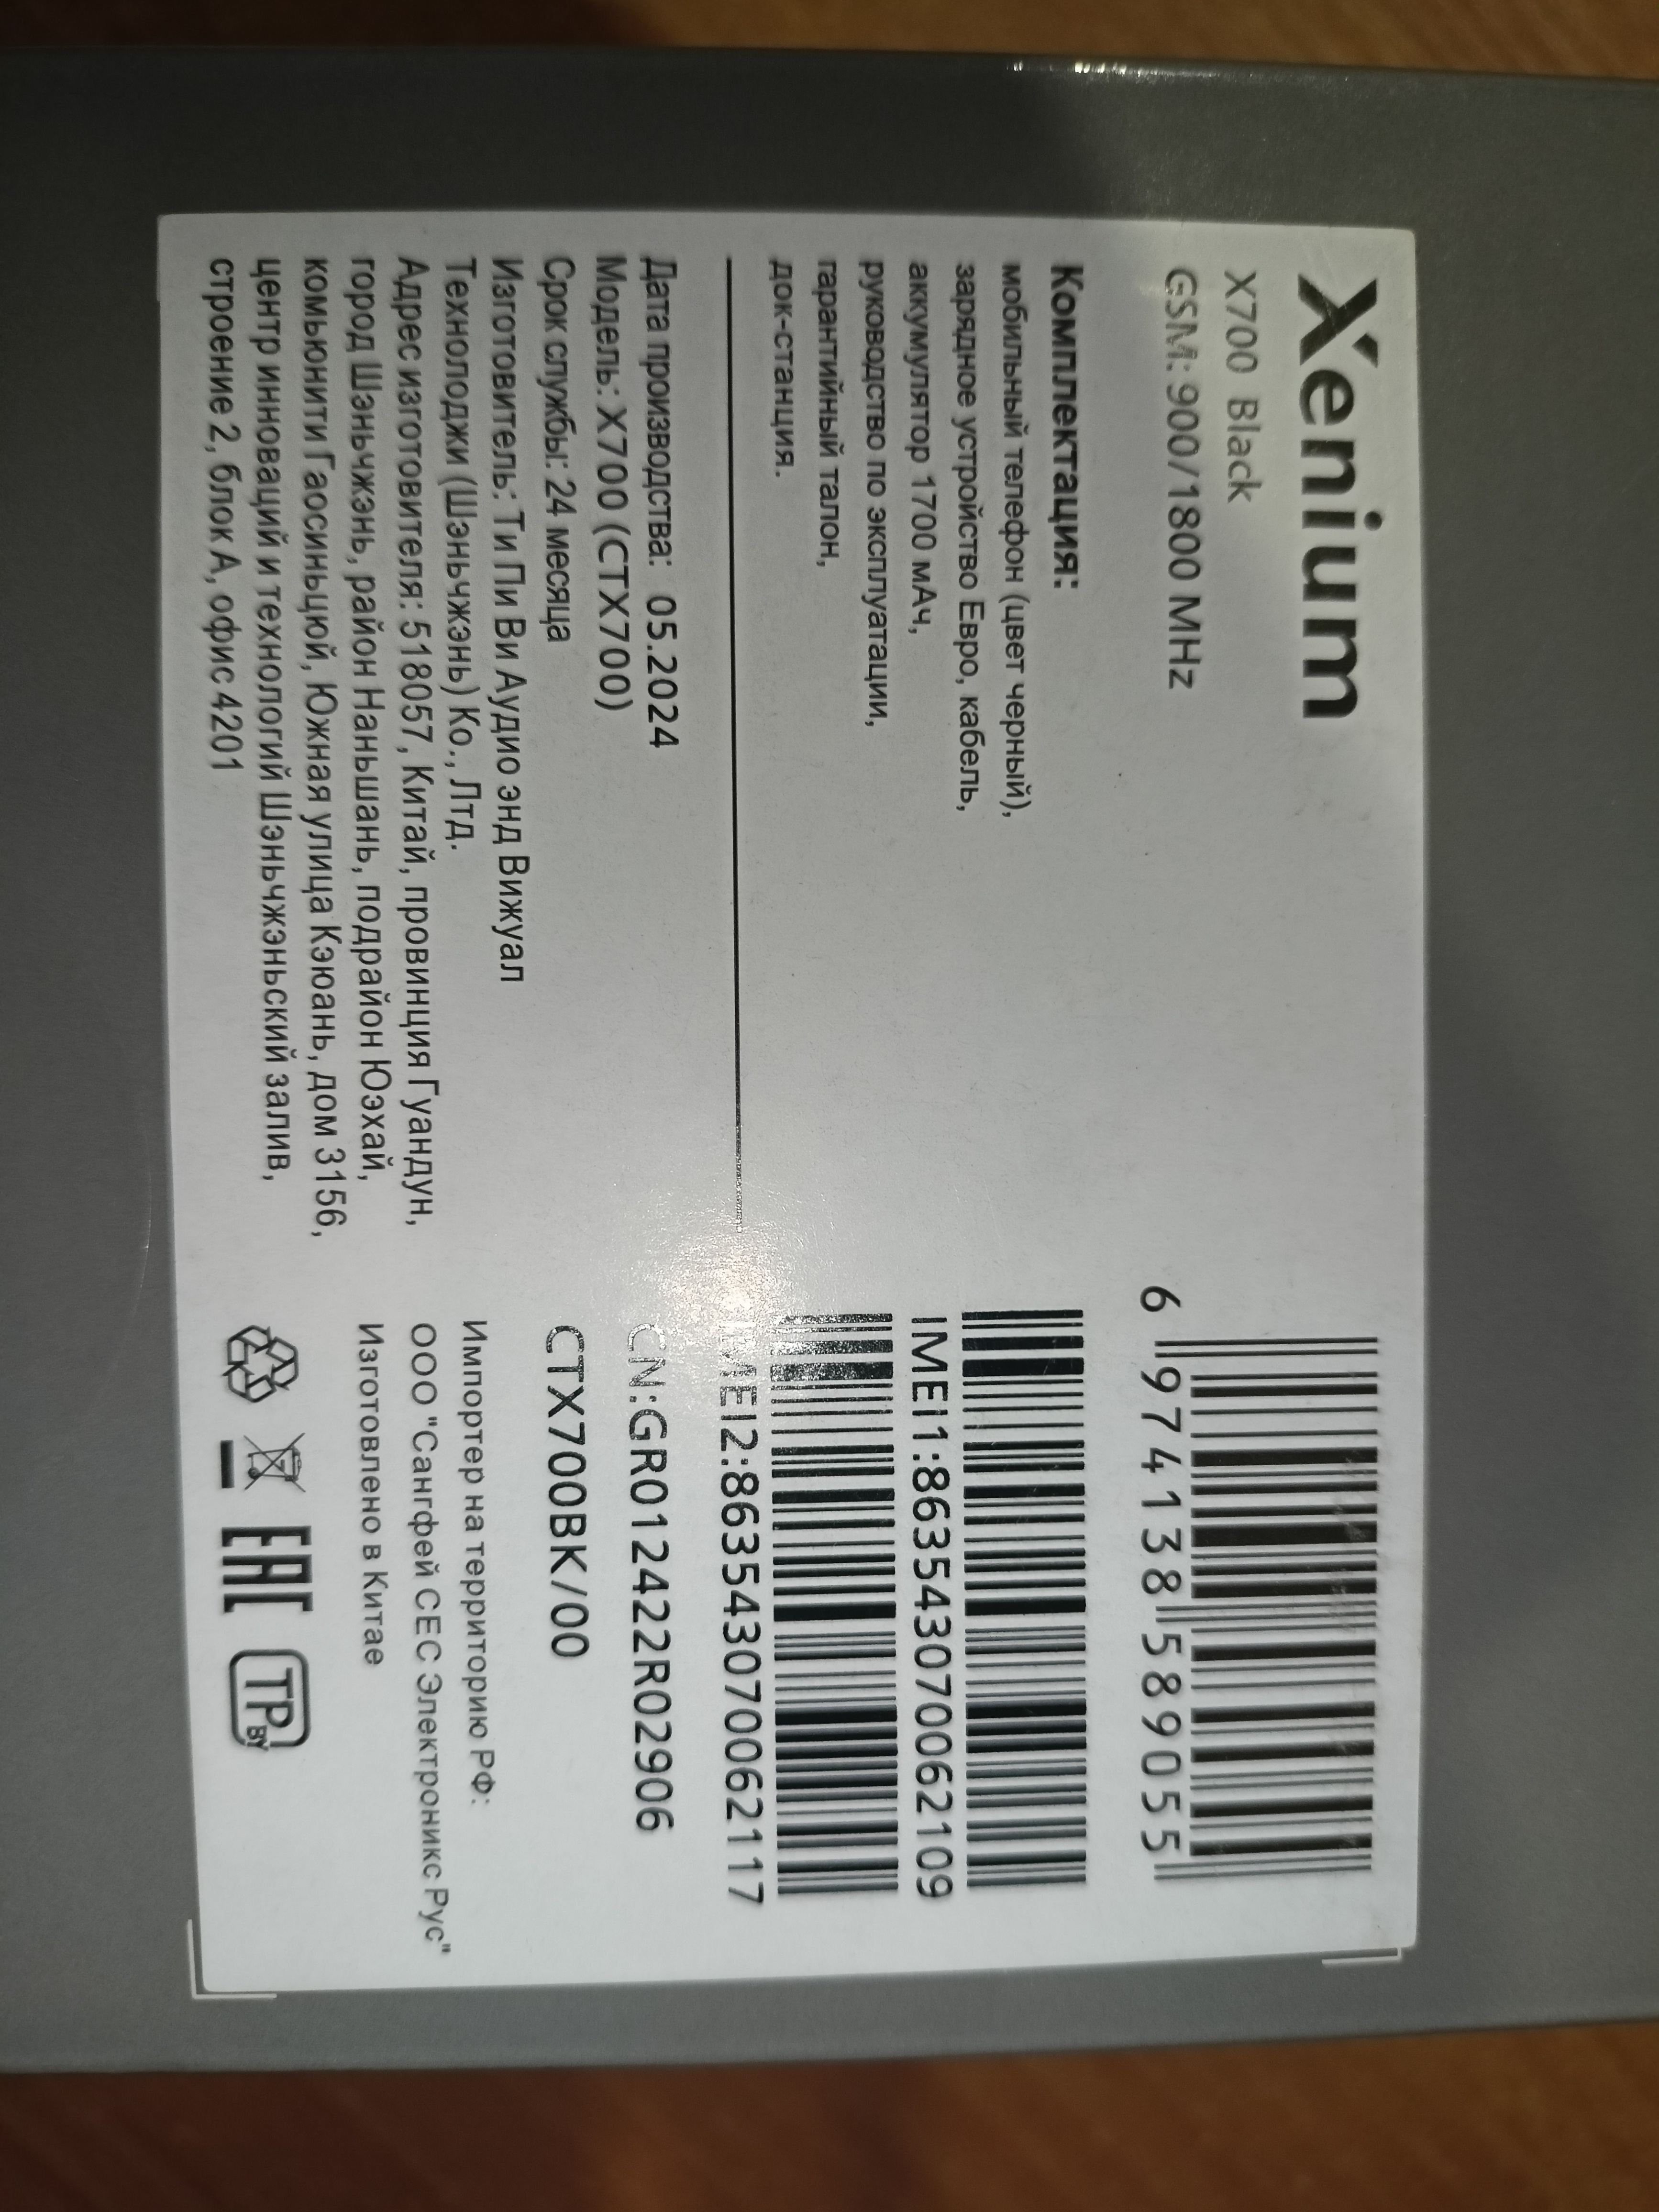 Xenium
X700 Black
GSM: 900/1800 MHz
Комплектация:
мобильный телефон (цвет черный),
зарядное устройство Евро, кабель,
аккумулятор 1700 мАч,
руководство по эксплуатации,
гарантийный талон,
док-станция.
Дата производства: 05.2024
Модель: X700 (CTX700)
Срок службы: 24 месяца
Изготовитель: Ти Пи Ви Аудио энд Вижуал
Технолоджи (Шэньчжэнь) Ко., Лтд.
Адрес изготовителя: 518057, Китай, провинция Гуандун,
город Шэньчжэнь, район Наньшань, подрайон Юэхай,
комьюнити Гаосиньцюй, Южная улица Кэюань, дом 3156,
центр инноваций и технологий Шэньчжэньский залив,
строение 2, блок А, офис 4201
6 974138 589055
IMEI1:863543070062109
IMEI2:863543070062117
CN:GR012422R02906
CTX700BK/00
Импортер на территорию РФ:
ООО "Сангфей СЕС Электроникс Рус"
Изготовлено в Китае
EAC
TP
BY